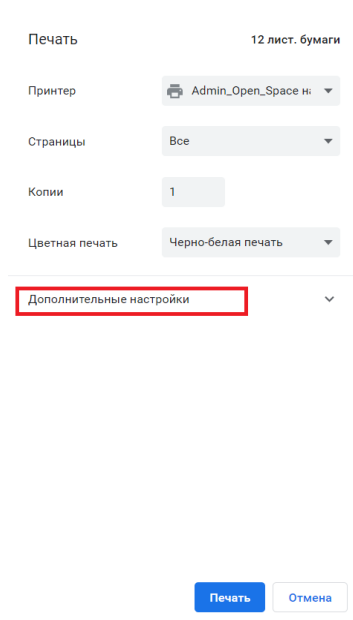 Печать 12 лист. бумаги
Принтер Admin_Open_Space н
Страницы Все
Копии 1
Цветная печать Черно-белая печать
Дополнительные настройки
Печать Отмена